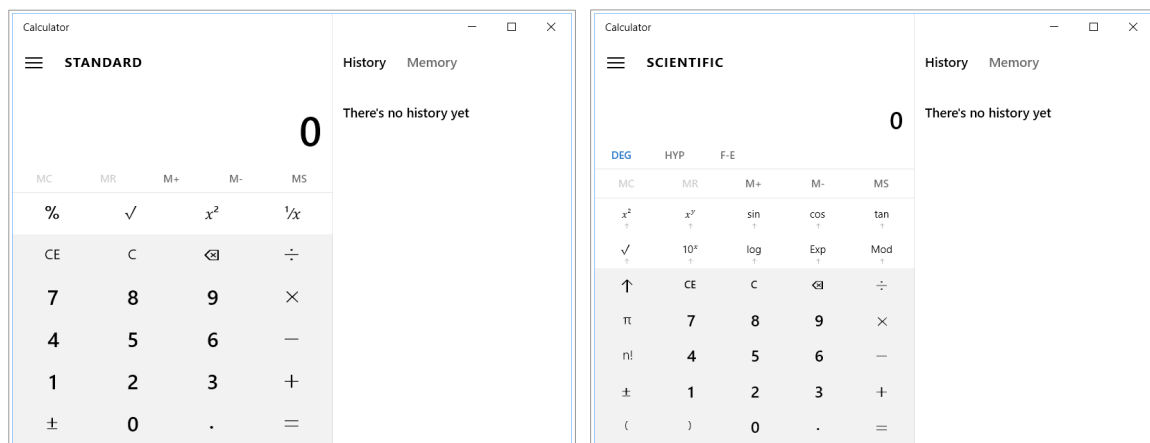 Calculator
STANDARD
History Memory
There's no history yet
0
MC MR M+ M- MS
% √ x² ¹/x
CE C ⌫ ÷
7 8 9 ×
4 5 6 −
1 2 3 +
± 0 . =
Calculator
SCIENTIFIC
History Memory
There's no history yet
0
DEG HYP F-E
MC MR M+ M- MS
x² xʸ sin cos tan
↑ ↑ ↑ ↑ ↑
√ 10ˣ log Exp Mod
↑ ↑ ↑ ↑ ↑
↑ CE C ⌫ ÷
π 7 8 9 ×
n! 4 5 6 −
± 1 2 3 +
( ) 0 . =